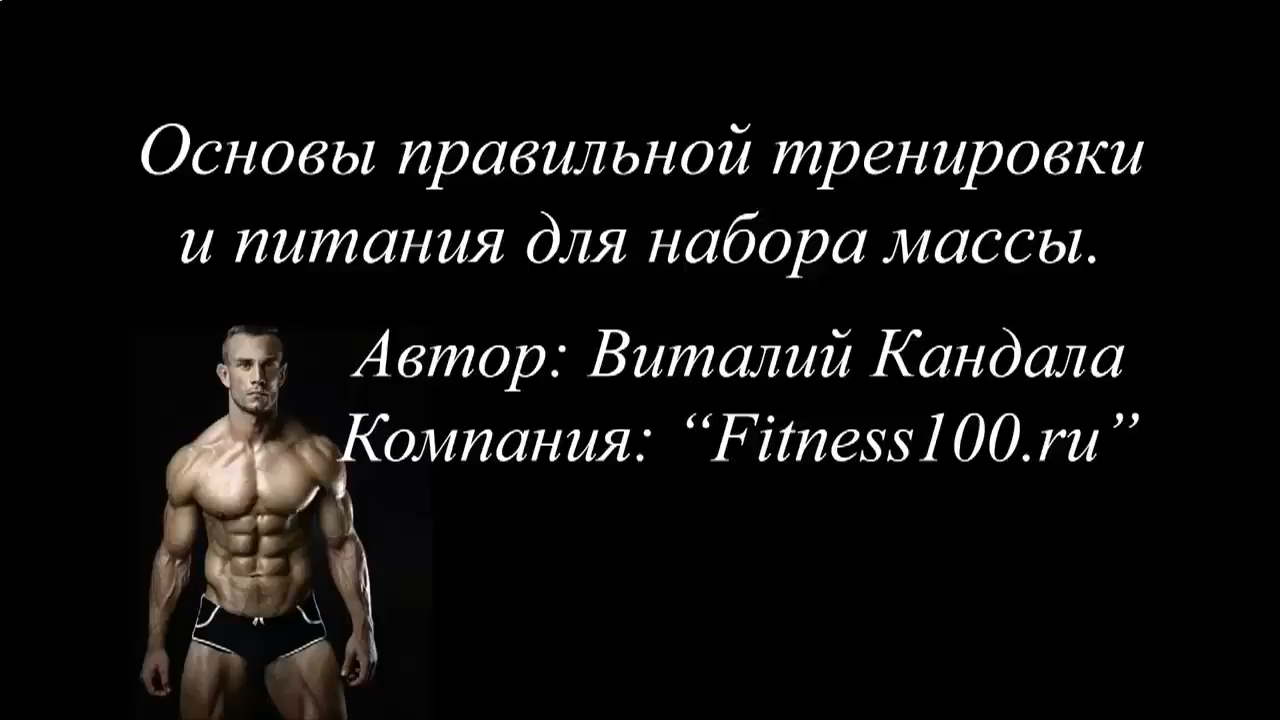 Основы правильной тренировки
и питания для набора массы.
Автор: Виталий Кандала
Компания: “Fitness100.ru”